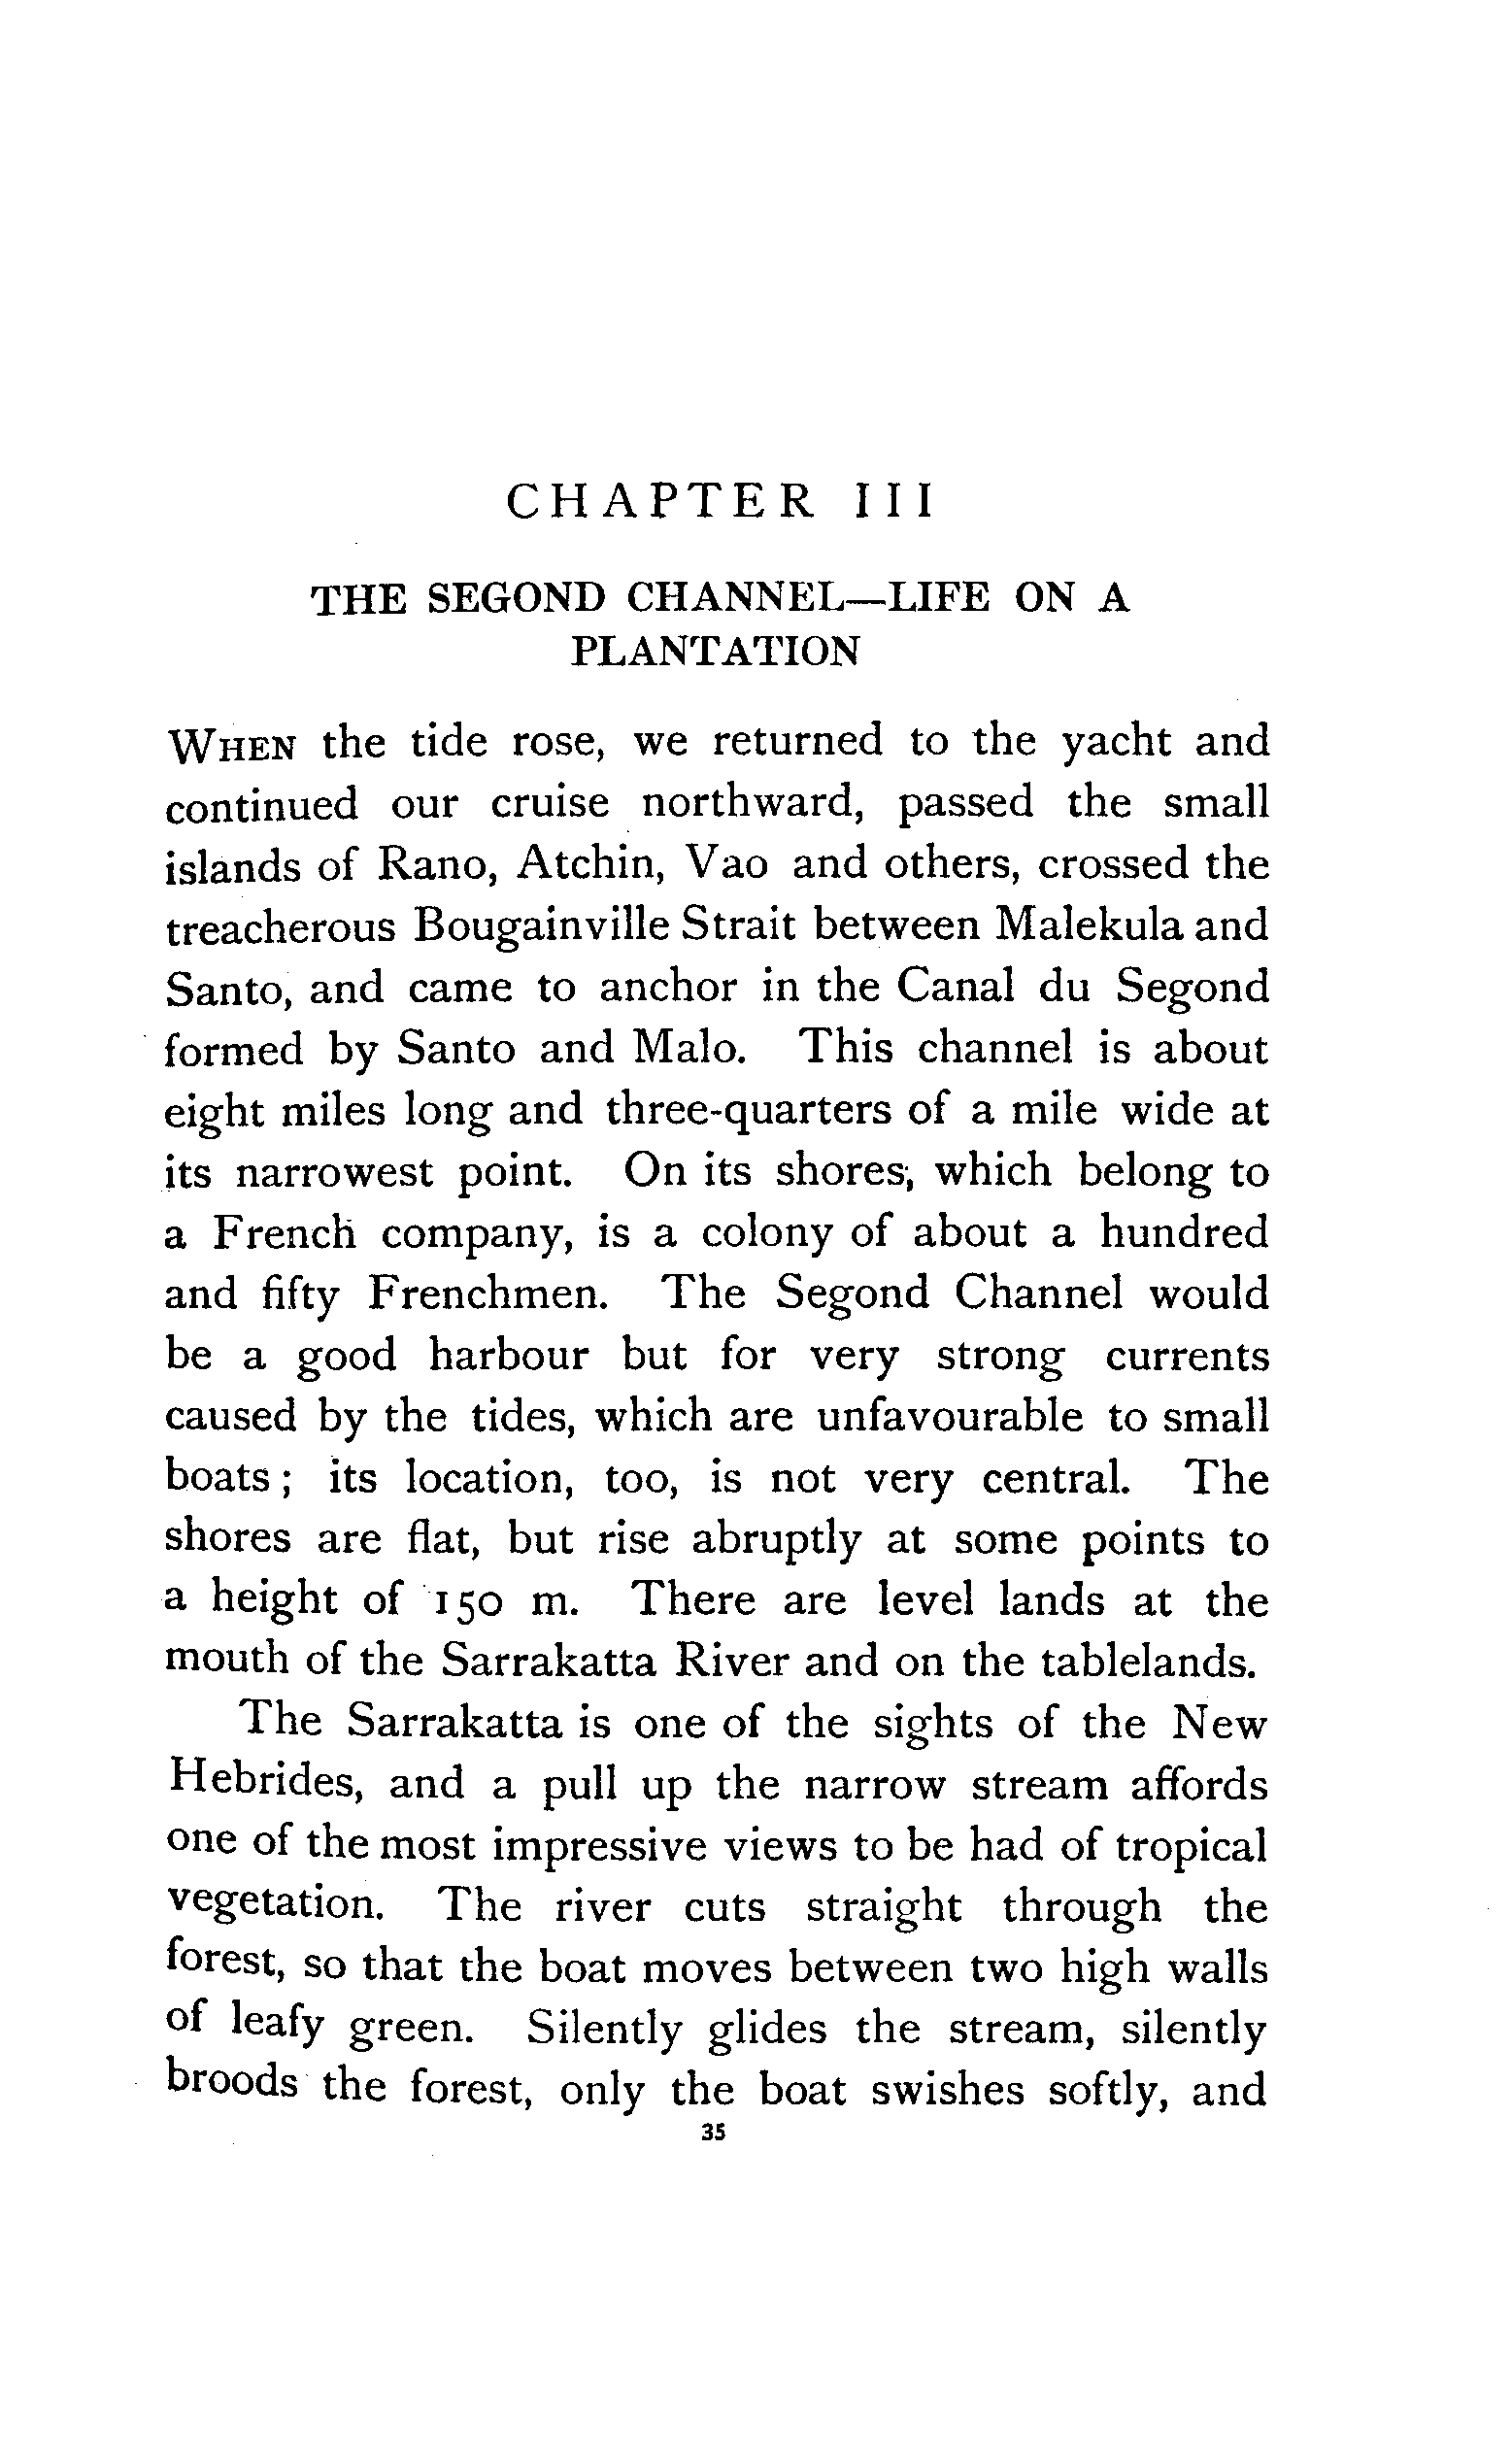 CHAPTER III
THE SEGOND CHANNEL—LIFE ON A
PLANTATION
WHEN the tide rose, we returned to the yacht and
continued our cruise northward, passed the small
islands of Rano, Atchin, Vao and others, crossed the
treacherous Bougainville Strait between Malekula and
Santo, and came to anchor in the Canal du Segond
formed by Santo and Malo. This channel is about
eight miles long and three-quarters of a mile wide at
its narrowest point. On its shores, which belong to
a French company, is a colony of about a hundred
and fifty Frenchmen. The Segond Channel would
be a good harbour but for very strong currents
caused by the tides, which are unfavourable to small
boats; its location, too, is not very central. The
shores are flat, but rise abruptly at some points to
a height of 150 m. There are level lands at the
mouth of the Sarrakatta River and on the tablelands.
The Sarrakatta is one of the sights of the New
Hebrides, and a pull up the narrow stream affords
one of the most impressive views to be had of tropical
vegetation. The river cuts straight through the
forest, so that the boat moves between two high walls
of leafy green. Silently glides the stream, silently
broods the forest, only the boat swishes softly, and
35